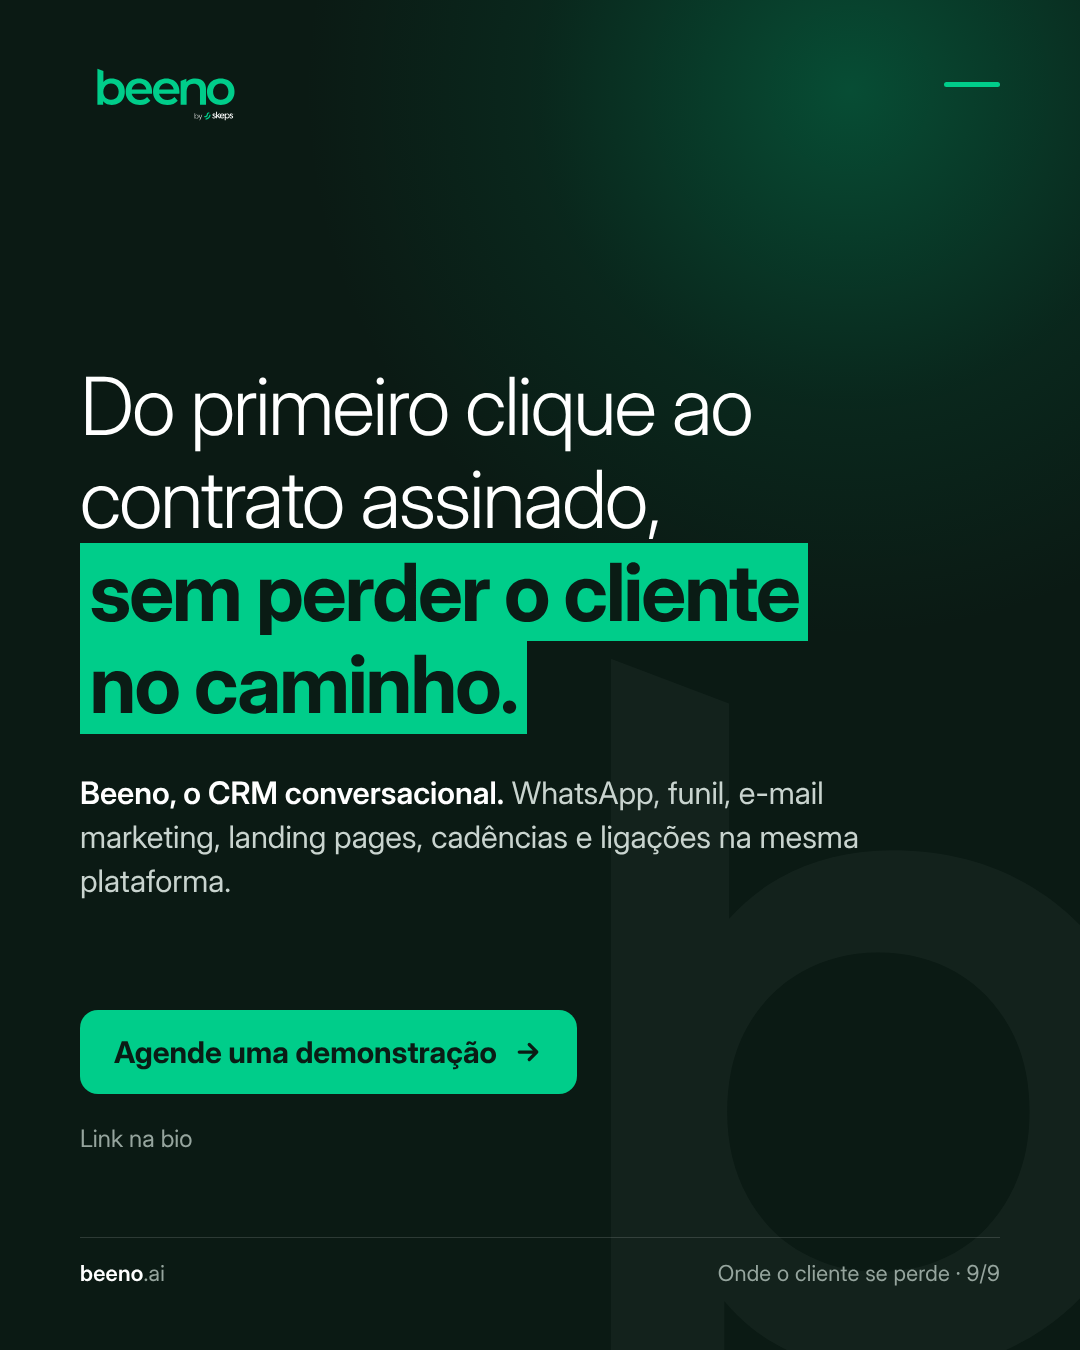 beeno
by skeps
Do primeiro clique ao
contrato assinado,
sem perder o cliente
no caminho.
Beeno, o CRM conversacional. WhatsApp, funil, e-mail
marketing, landing pages, cadências e ligações na mesma
plataforma.
Agende uma demonstração →
Link na bio
beeno.ai
Onde o cliente se perde · 9/9